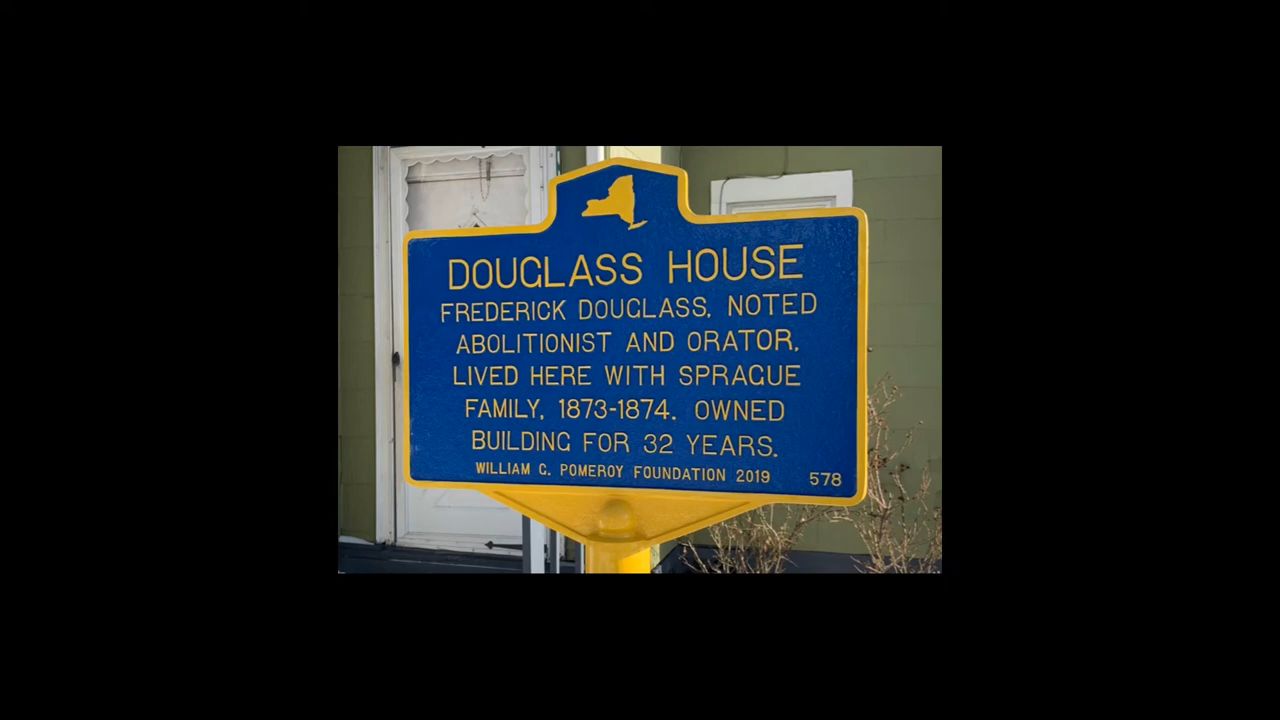 DOUGLASS HOUSE
FREDERICK DOUGLASS, NOTED
ABOLITIONIST AND ORATOR,
LIVED HERE WITH SPRAGUE
FAMILY, 1873-1874. OWNED
BUILDING FOR 32 YEARS.
WILLIAM G. POMEROY FOUNDATION 2019 578